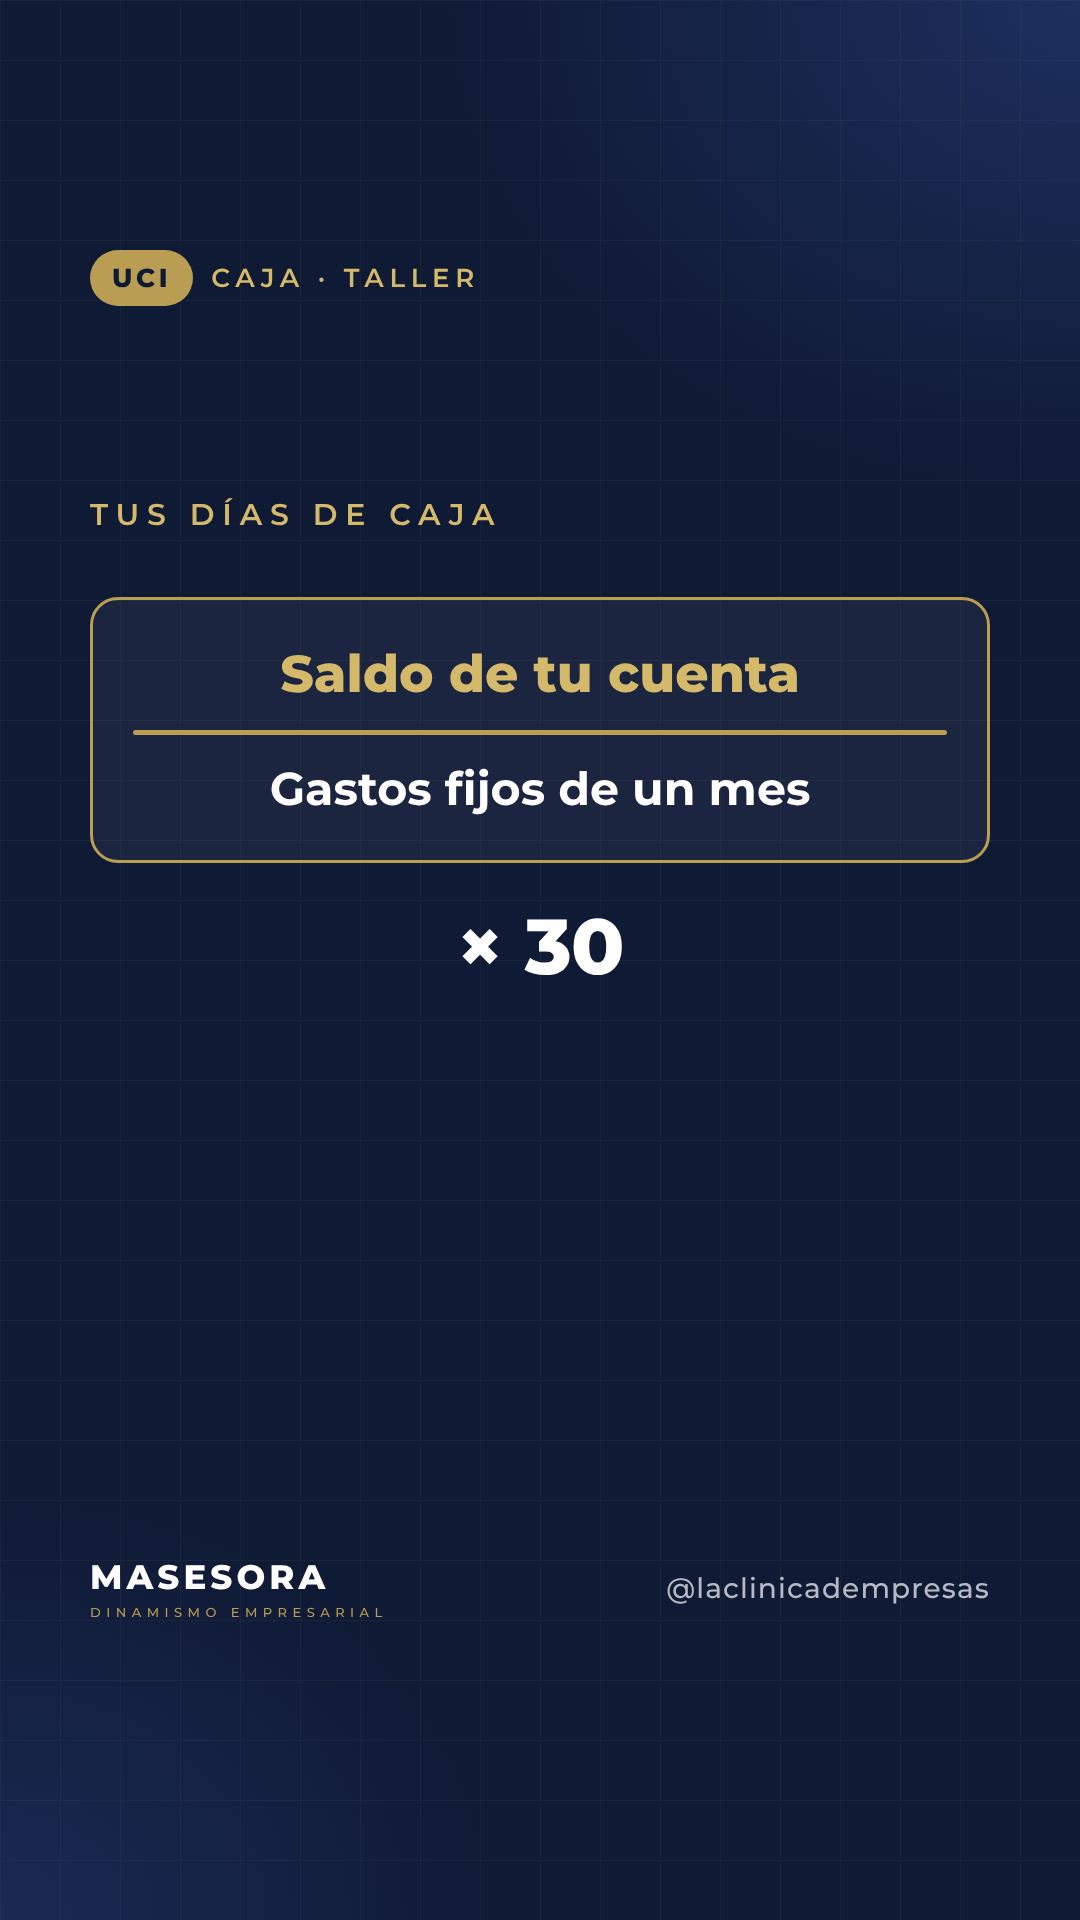 UCI CAJA · TALLER
TUS DÍAS DE CAJA
Saldo de tu cuenta
Gastos fijos de un mes
× 30
MASESORA
DINAMISMO EMPRESARIAL
@laclinicadempresas